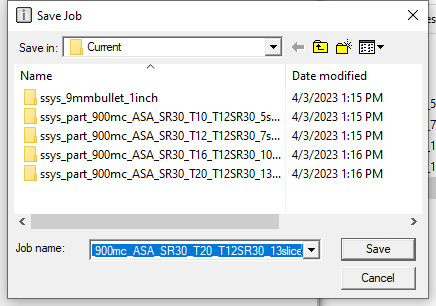 Save Job
Save in: Current
Name Date modified
ssys_9mmbullet_1inch 4/3/2023 1:15 PM
ssys_part_900mc_ASA_SR30_T10_T12SR30_5s... 4/3/2023 1:15 PM
ssys_part_900mc_ASA_SR30_T12_T12SR30_7s... 4/3/2023 1:15 PM
ssys_part_900mc_ASA_SR30_T16_T12SR30_10... 4/3/2023 1:16 PM
ssys_part_900mc_ASA_SR30_T20_T12SR30_13... 4/3/2023 1:16 PM
Job name: 900mc_ASA_SR30_T20_T12SR30_13slice Save
Cancel